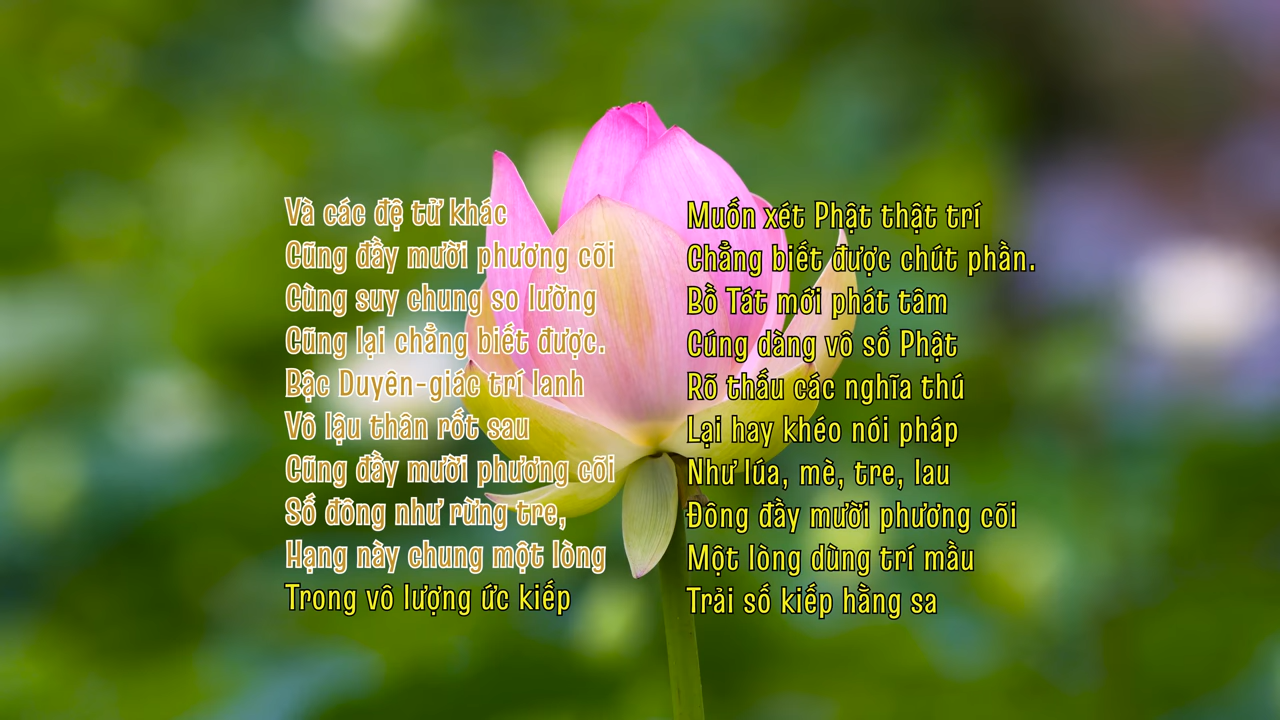 Và các đệ tử khác
Cũng đầy mười phương cõi
Cùng suy chung so lường
Cũng lại chẳng biết được.
Bậc Duyên-giác trí lanh
Vô lậu thân rốt sau
Cũng đầy mười phương cõi
Số đông như rừng tre,
Hạng này chung một lòng
Trong vô lượng ức kiếp
Muốn xét Phật thật trí
Chẳng biết được chút phần.
Bồ Tát mới phát tâm
Cúng dàng vô số Phật
Rõ thấu các nghĩa thú
Lại hay khéo nói pháp
Như lúa, mè, tre, lau
Đông đầy mười phương cõi
Một lòng dùng trí mầu
Trải số kiếp hằng sa